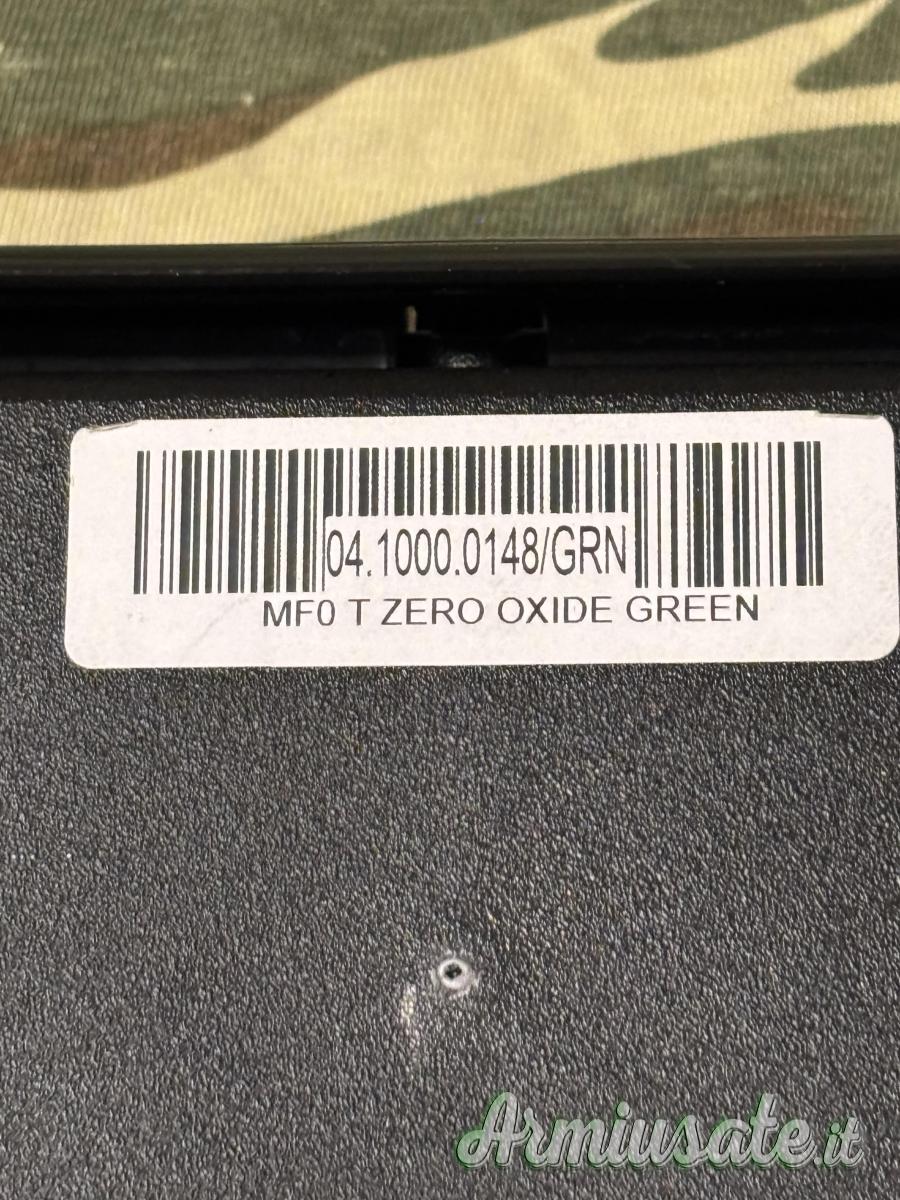 04.1000.0148/GRN
MF0 T ZERO OXIDE GREEN
Armiusate.it